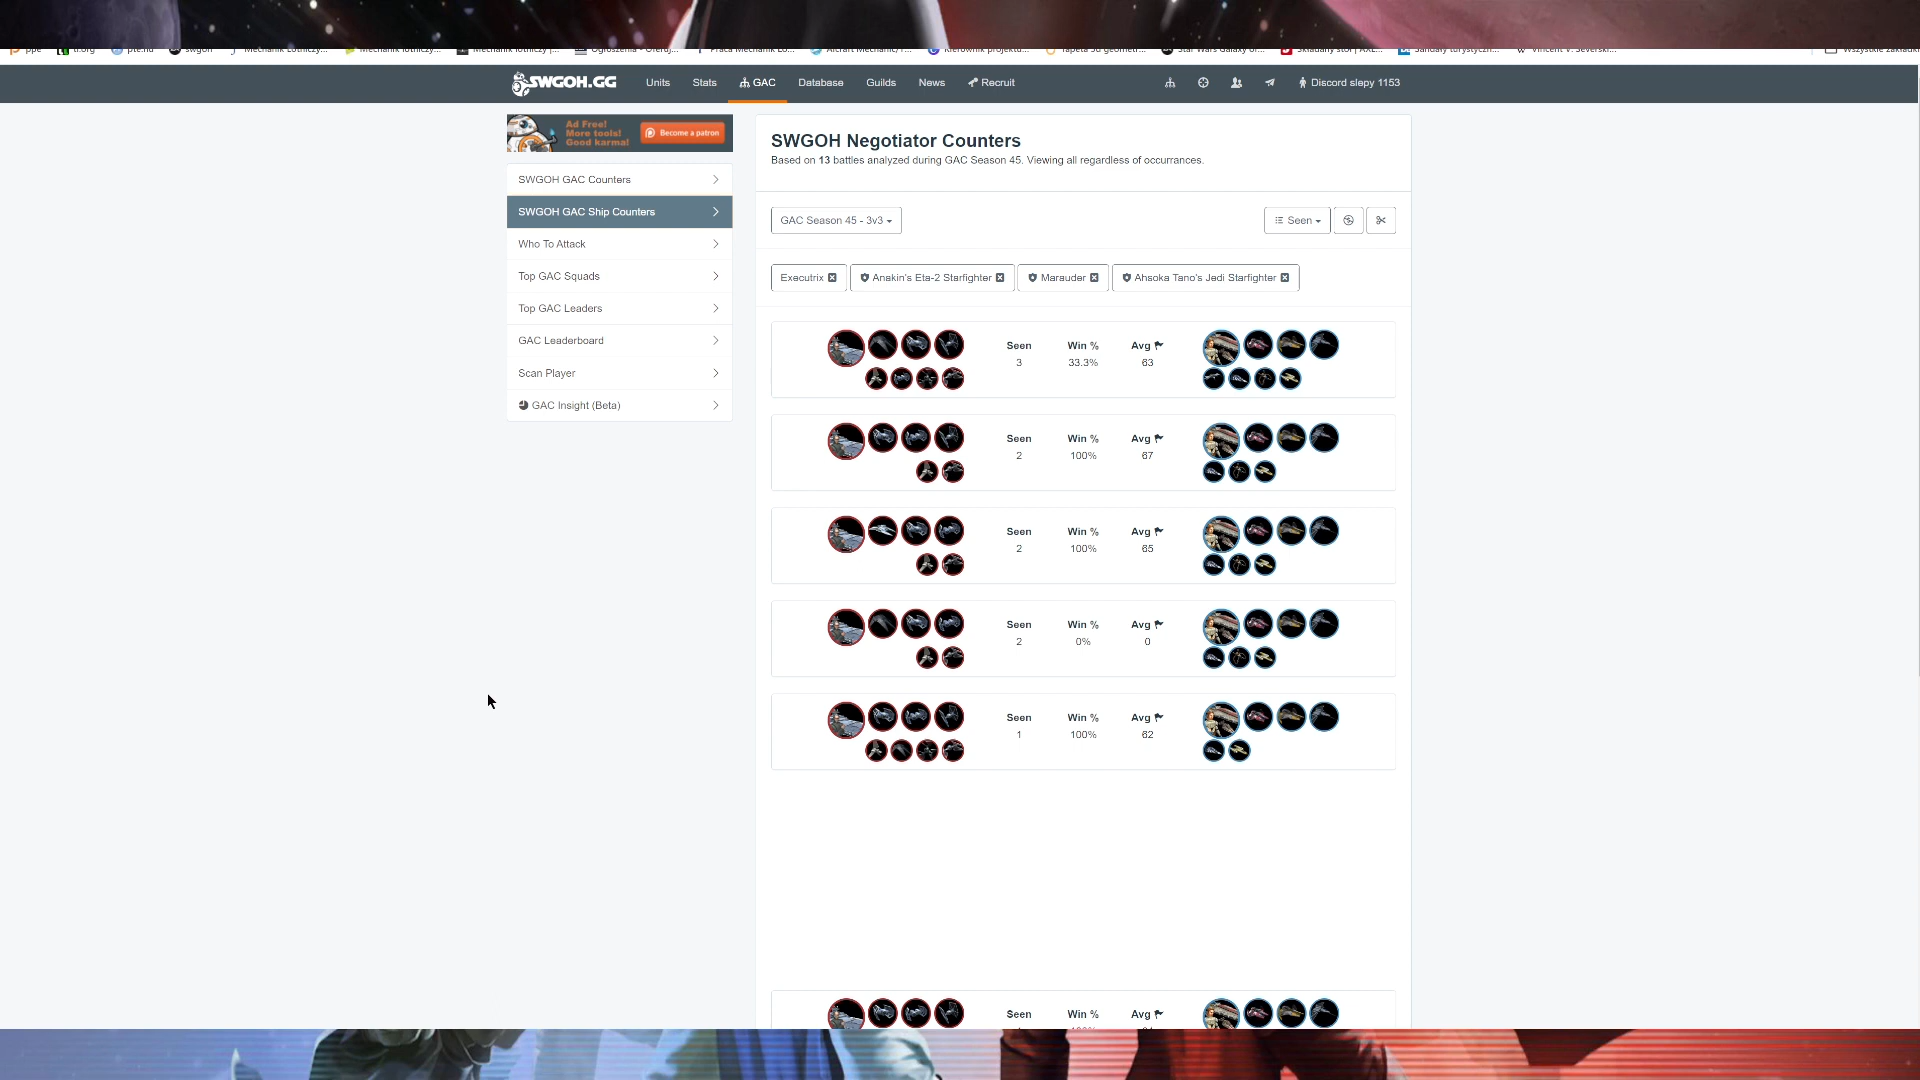 SWGOH.GG Units Stats GAC Database Guilds News Recruit Discord slepy 1153
Ad Free!
More tools!
Good karma!
Become a patron
SWGOH GAC Counters
SWGOH GAC Ship Counters
Who To Attack
Top GAC Squads
Top GAC Leaders
GAC Leaderboard
Scan Player
GAC Insight (Beta)
SWGOH Negotiator Counters
Based on 13 battles analyzed during GAC Season 45. Viewing all regardless of occurrances.
GAC Season 45 - 3v3 Seen
Executrix Anakin's Eta-2 Starfighter Marauder Ahsoka Tano's Jedi Starfighter
Seen Win % Avg
3 33.3% 63
Seen Win % Avg
2 100% 67
Seen Win % Avg
2 100% 65
Seen Win % Avg
2 0% 0
Seen Win % Avg
1 100% 62
Seen Win % Avg